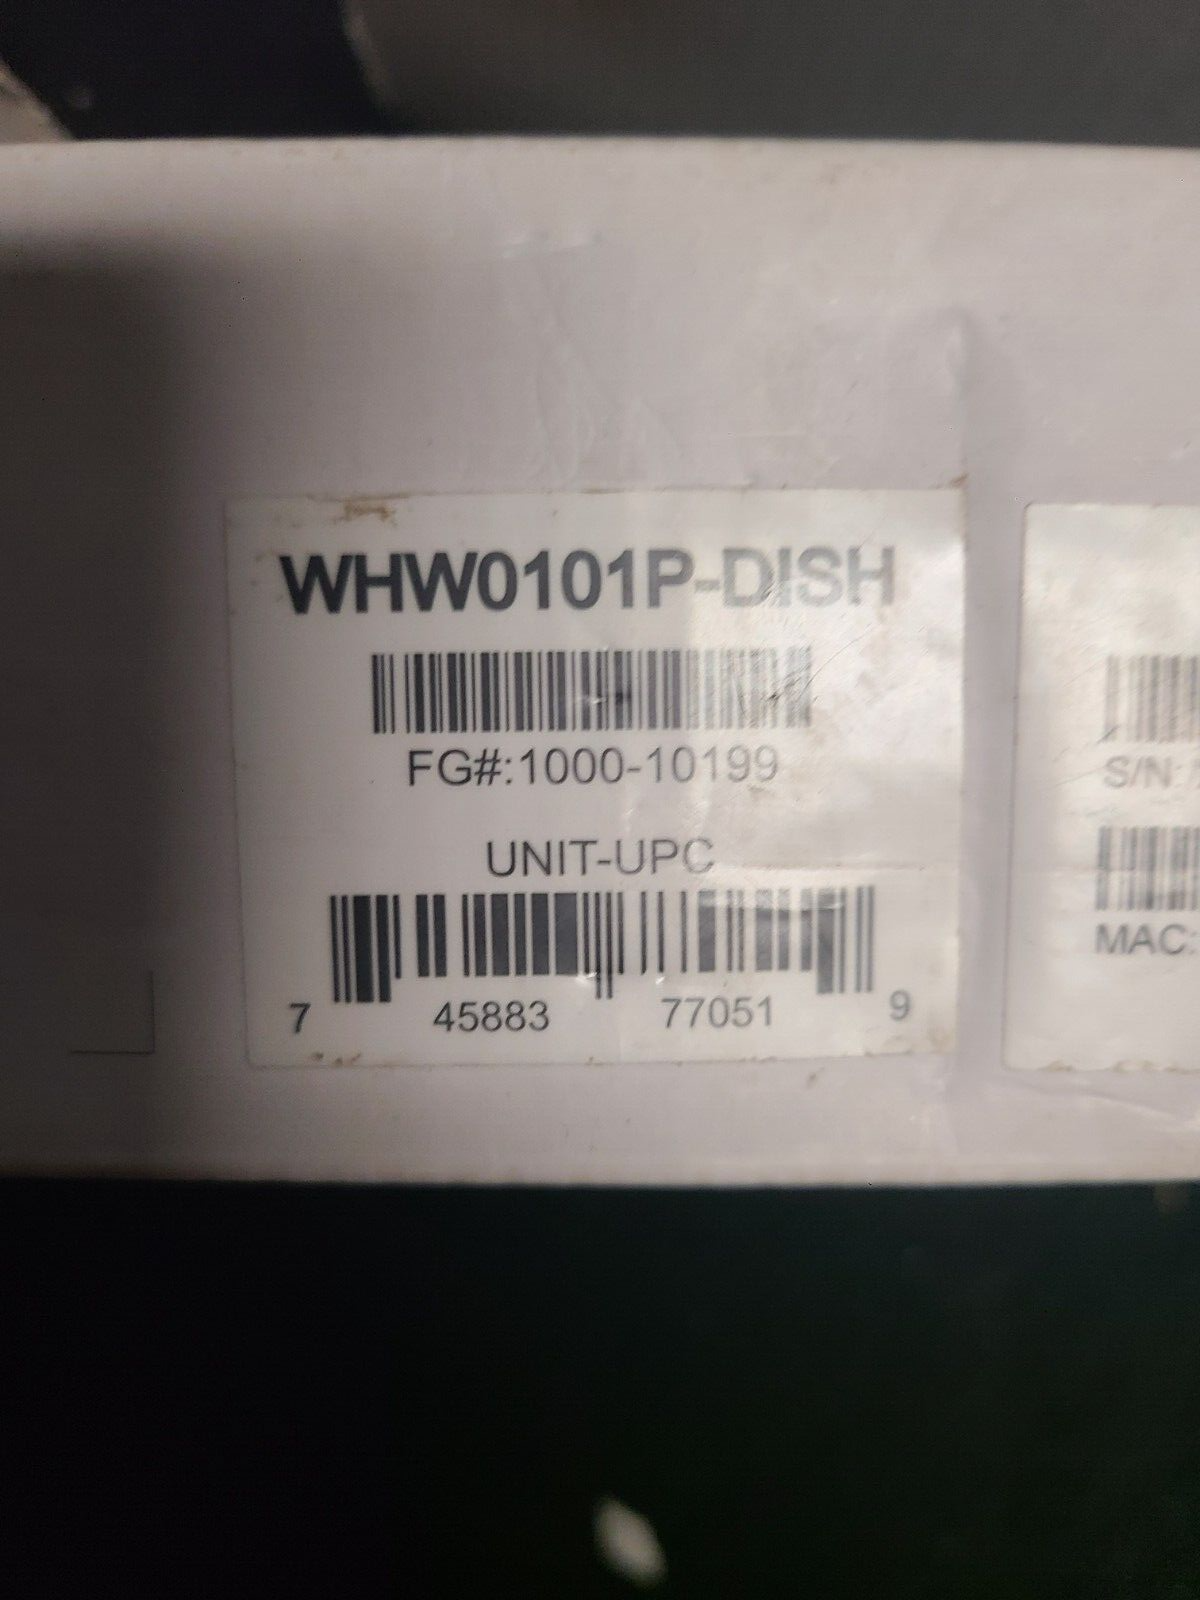 WHW0101P-DISH
FG#:1000-10199
UNIT-UPC
7 45883 77051 9
S/N:
MAC: